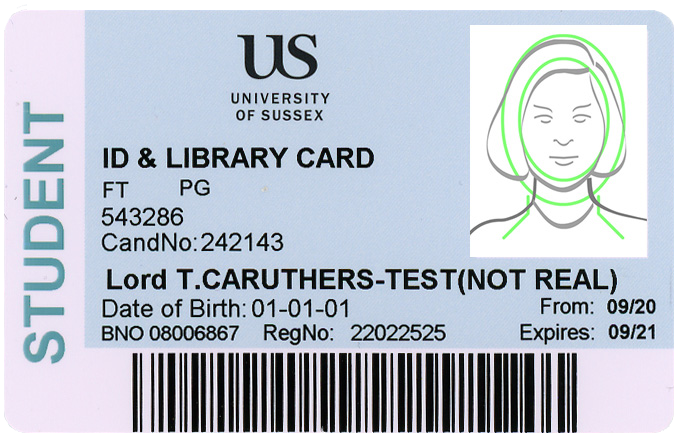 STUDENT
US
UNIVERSITY
OF SUSSEX
ID & LIBRARY CARD
FT PG
543286
CandNo: 242143
Lord T.CARUTHERS-TEST(NOT REAL)
Date of Birth: 01-01-01 From: 09/20
BNO 08006867 RegNo: 22022525 Expires: 09/21